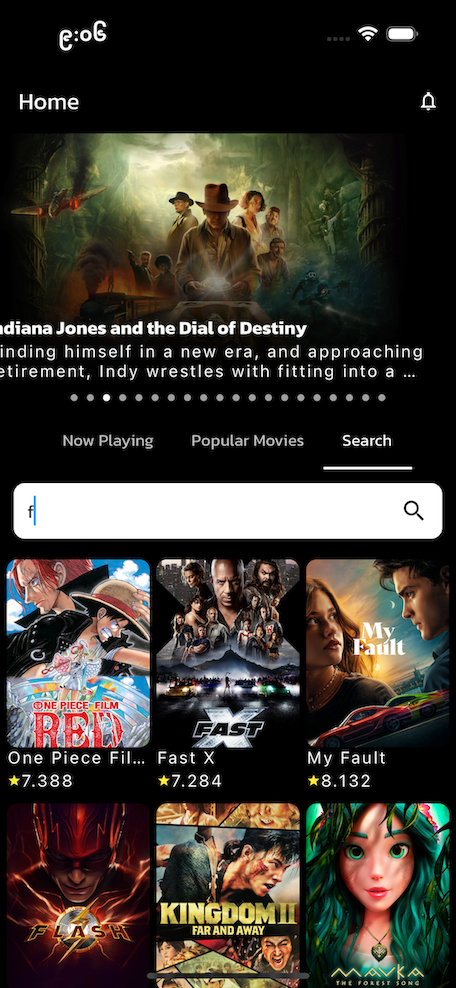 ၉:၀၆
Home
ndiana Jones and the Dial of Destiny
inding himself in a new era, and approaching
etirement, Indy wrestles with fitting into a ...
Now Playing Popular Movies Search
f
ONE PIECE FILM
RED
FAST X
My
Fault
One Piece Fil...
7.388
Fast X
7.284
My Fault
8.132
FLASH
KINGDOM II
FAR AND AWAY
MAVKA
THE FOREST SONG